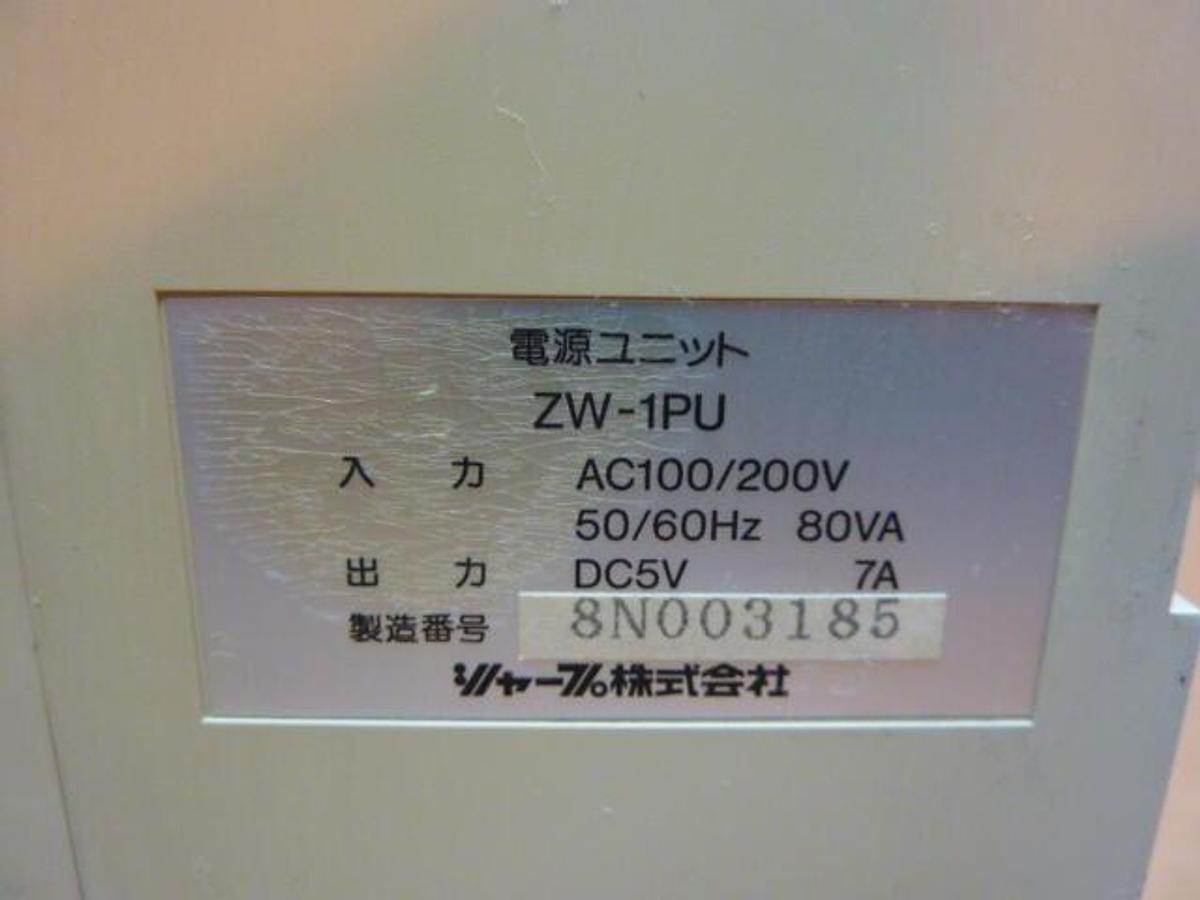 電源ユニット
ZW-1PU
入力 AC100/200V
50/60Hz 80VA
出力 DC5V 7A
製造番号 8N003185
シャープ株式会社